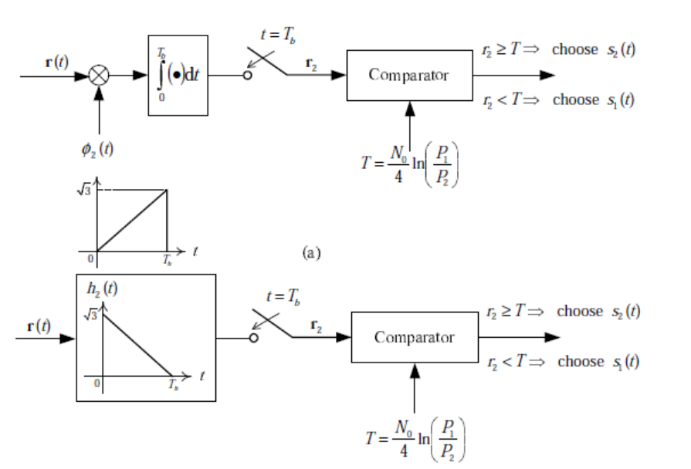 t = T_b
r(t)
T_b
∫(•)dt
0
r_2
Comparator
r_2 ≥ T ⇒ choose s_2(t)
r_2 < T ⇒ choose s_1(t)
ϕ_2(t)
T = N_0/4 ln(P_1/P_2)
√3
0
T_b
t
(a)
h_2(t)
√3
0
T_b
t
r(t)
t = T_b
r_2
Comparator
r_2 ≥ T ⇒ choose s_2(t)
r_2 < T ⇒ choose s_1(t)
T = N_0/4 ln(P_1/P_2)